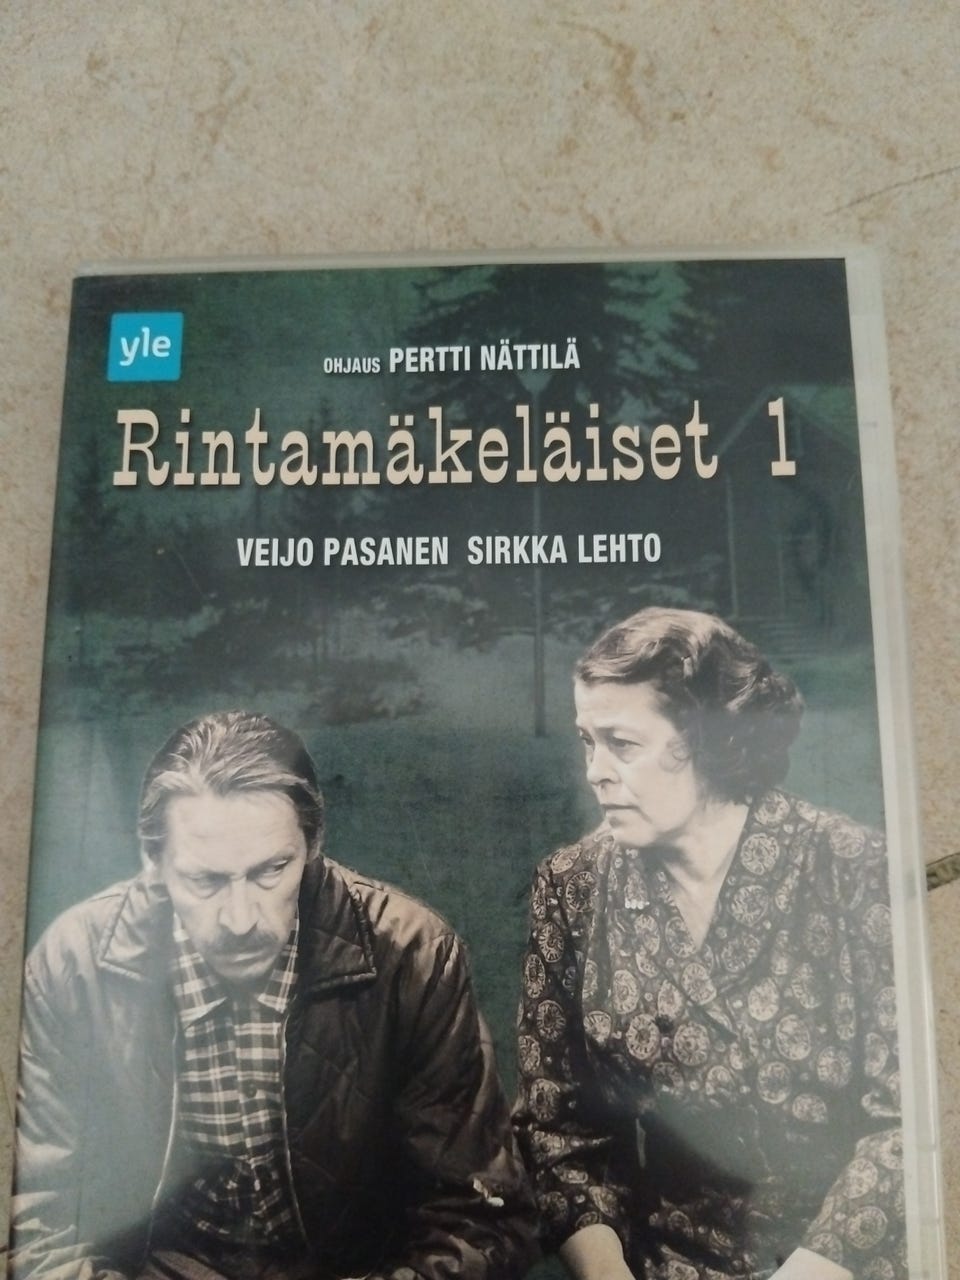 yle
OHJAUS PERTTI NÄTTILÄ
Rintamäkeläiset 1
VEIJO PASANEN SIRKKA LEHTO